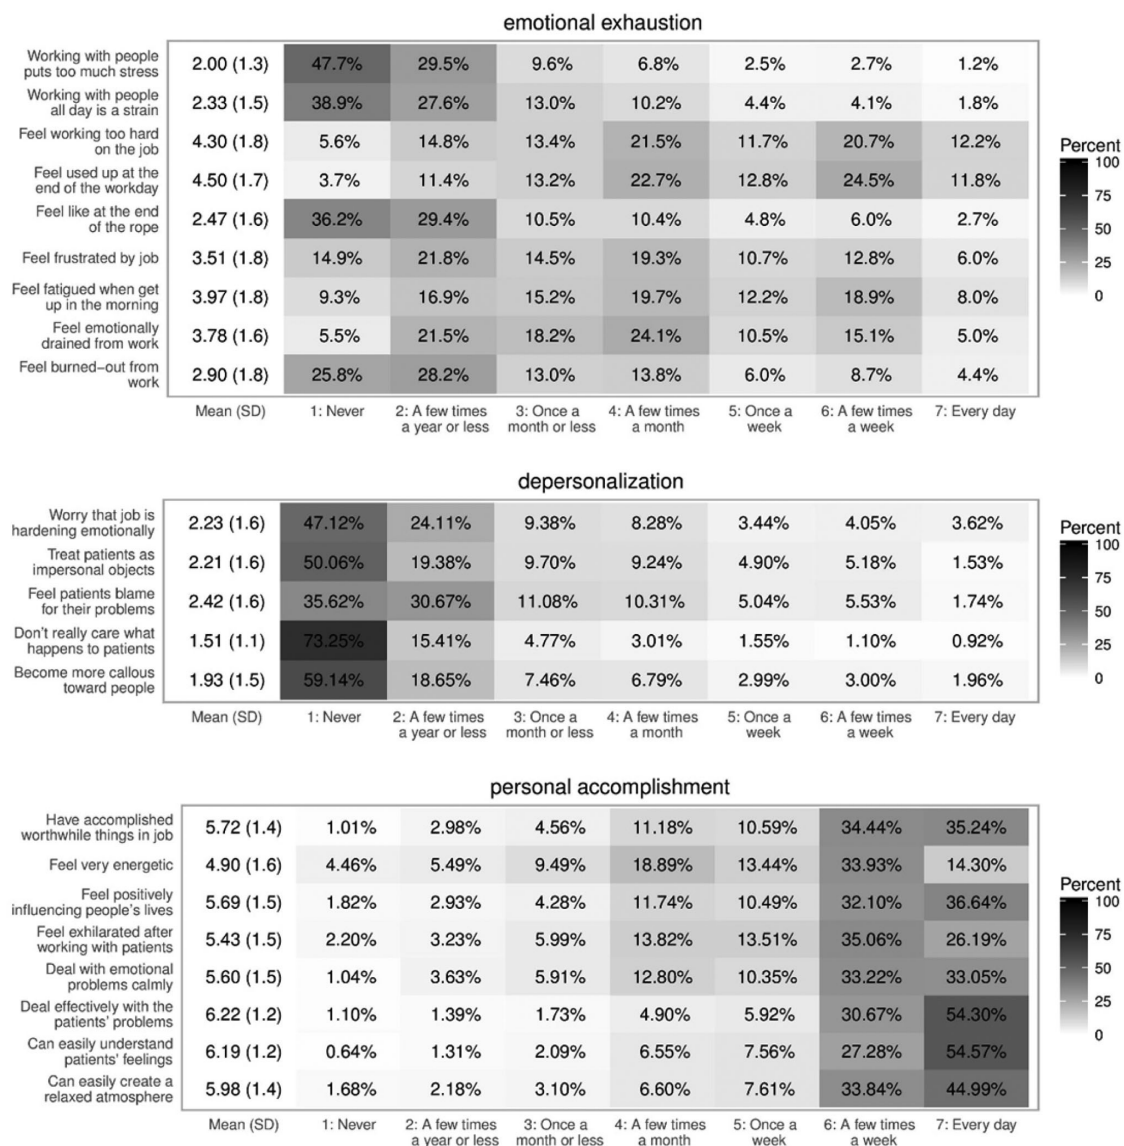 emotional exhaustion
Working with people
puts too much stress
2.00 (1.3) 47.7% 29.5% 9.6% 6.8% 2.5% 2.7% 1.2%
Working with people
all day is a strain
2.33 (1.5) 38.9% 27.6% 13.0% 10.2% 4.4% 4.1% 1.8%
Feel working too hard
on the job
4.30 (1.8) 5.6% 14.8% 13.4% 21.5% 11.7% 20.7% 12.2%
Feel used up at the
end of the workday
4.50 (1.7) 3.7% 11.4% 13.2% 22.7% 12.8% 24.5% 11.8%
Feel like at the end
of the rope
2.47 (1.6) 36.2% 29.4% 10.5% 10.4% 4.8% 6.0% 2.7%
Feel frustrated by job 3.51 (1.8) 14.9% 21.8% 14.5% 19.3% 10.7% 12.8% 6.0%
Feel fatigued when get
up in the morning
3.97 (1.8) 9.3% 16.9% 15.2% 19.7% 12.2% 18.9% 8.0%
Feel emotionally
drained from work
3.78 (1.6) 5.5% 21.5% 18.2% 24.1% 10.5% 15.1% 5.0%
Feel burned−out from
work
2.90 (1.8) 25.8% 28.2% 13.0% 13.8% 6.0% 8.7% 4.4%
Mean (SD) 1: Never 2: A few times 3: Once a 4: A few times 5: Once a 6: A few times 7: Every day
a year or less month or less a month week a week
Percent
100
75
50
25
0
depersonalization
Worry that job is
hardening emotionally
2.23 (1.6) 47.12% 24.11% 9.38% 8.28% 3.44% 4.05% 3.62%
Treat patients as
impersonal objects
2.21 (1.6) 50.06% 19.38% 9.70% 9.24% 4.90% 5.18% 1.53%
Feel patients blame
for their problems
2.42 (1.6) 35.62% 30.67% 11.08% 10.31% 5.04% 5.53% 1.74%
Don't really care what
happens to patients
1.51 (1.1) 73.25% 15.41% 4.77% 3.01% 1.55% 1.10% 0.92%
Become more callous
toward people
1.93 (1.5) 59.14% 18.65% 7.46% 6.79% 2.99% 3.00% 1.96%
Mean (SD) 1: Never 2: A few times 3: Once a 4: A few times 5: Once a 6: A few times 7: Every day
a year or less month or less a month week a week
Percent
100
75
50
25
0
personal accomplishment
Have accomplished
worthwhile things in job
5.72 (1.4) 1.01% 2.98% 4.56% 11.18% 10.59% 34.44% 35.24%
Feel very energetic 4.90 (1.6) 4.46% 5.49% 9.49% 18.89% 13.44% 33.93% 14.30%
Feel positively
influencing people's lives
5.69 (1.5) 1.82% 2.93% 4.28% 11.74% 10.49% 32.10% 36.64%
Feel exhilarated after
working with patients
5.43 (1.5) 2.20% 3.23% 5.99% 13.82% 13.51% 35.06% 26.19%
Deal with emotional
problems calmly
5.60 (1.5) 1.04% 3.63% 5.91% 12.80% 10.35% 33.22% 33.05%
Deal effectively with the
patients' problems
6.22 (1.2) 1.10% 1.39% 1.73% 4.90% 5.92% 30.67% 54.30%
Can easily understand
patients' feelings
6.19 (1.2) 0.64% 1.31% 2.09% 6.55% 7.56% 27.28% 54.57%
Can easily create a
relaxed atmosphere
5.98 (1.4) 1.68% 2.18% 3.10% 6.60% 7.61% 33.84% 44.99%
Mean (SD) 1: Never 2: A few times 3: Once a 4: A few times 5: Once a 6: A few times 7: Every day
a year or less month or less a month week a week
Percent
100
75
50
25
0